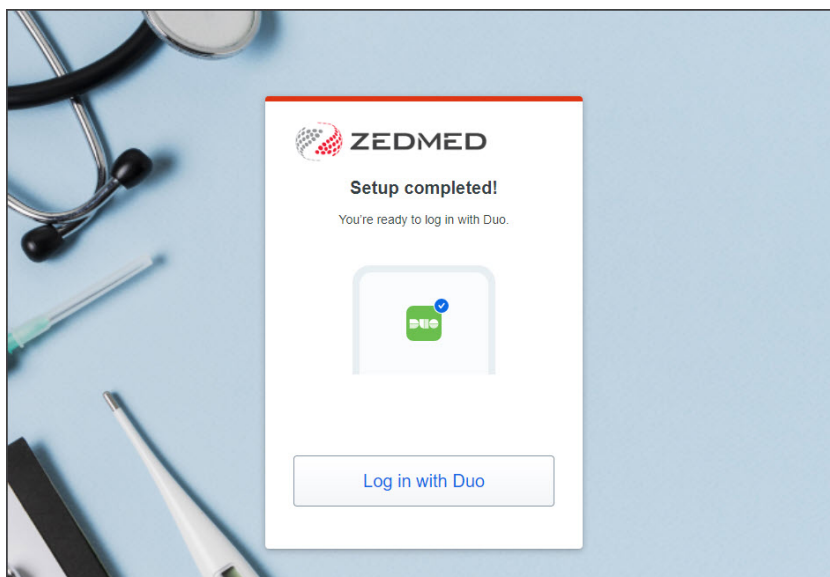 ZEDMED
Setup completed!
You're ready to log in with Duo.
DUO
Log in with Duo